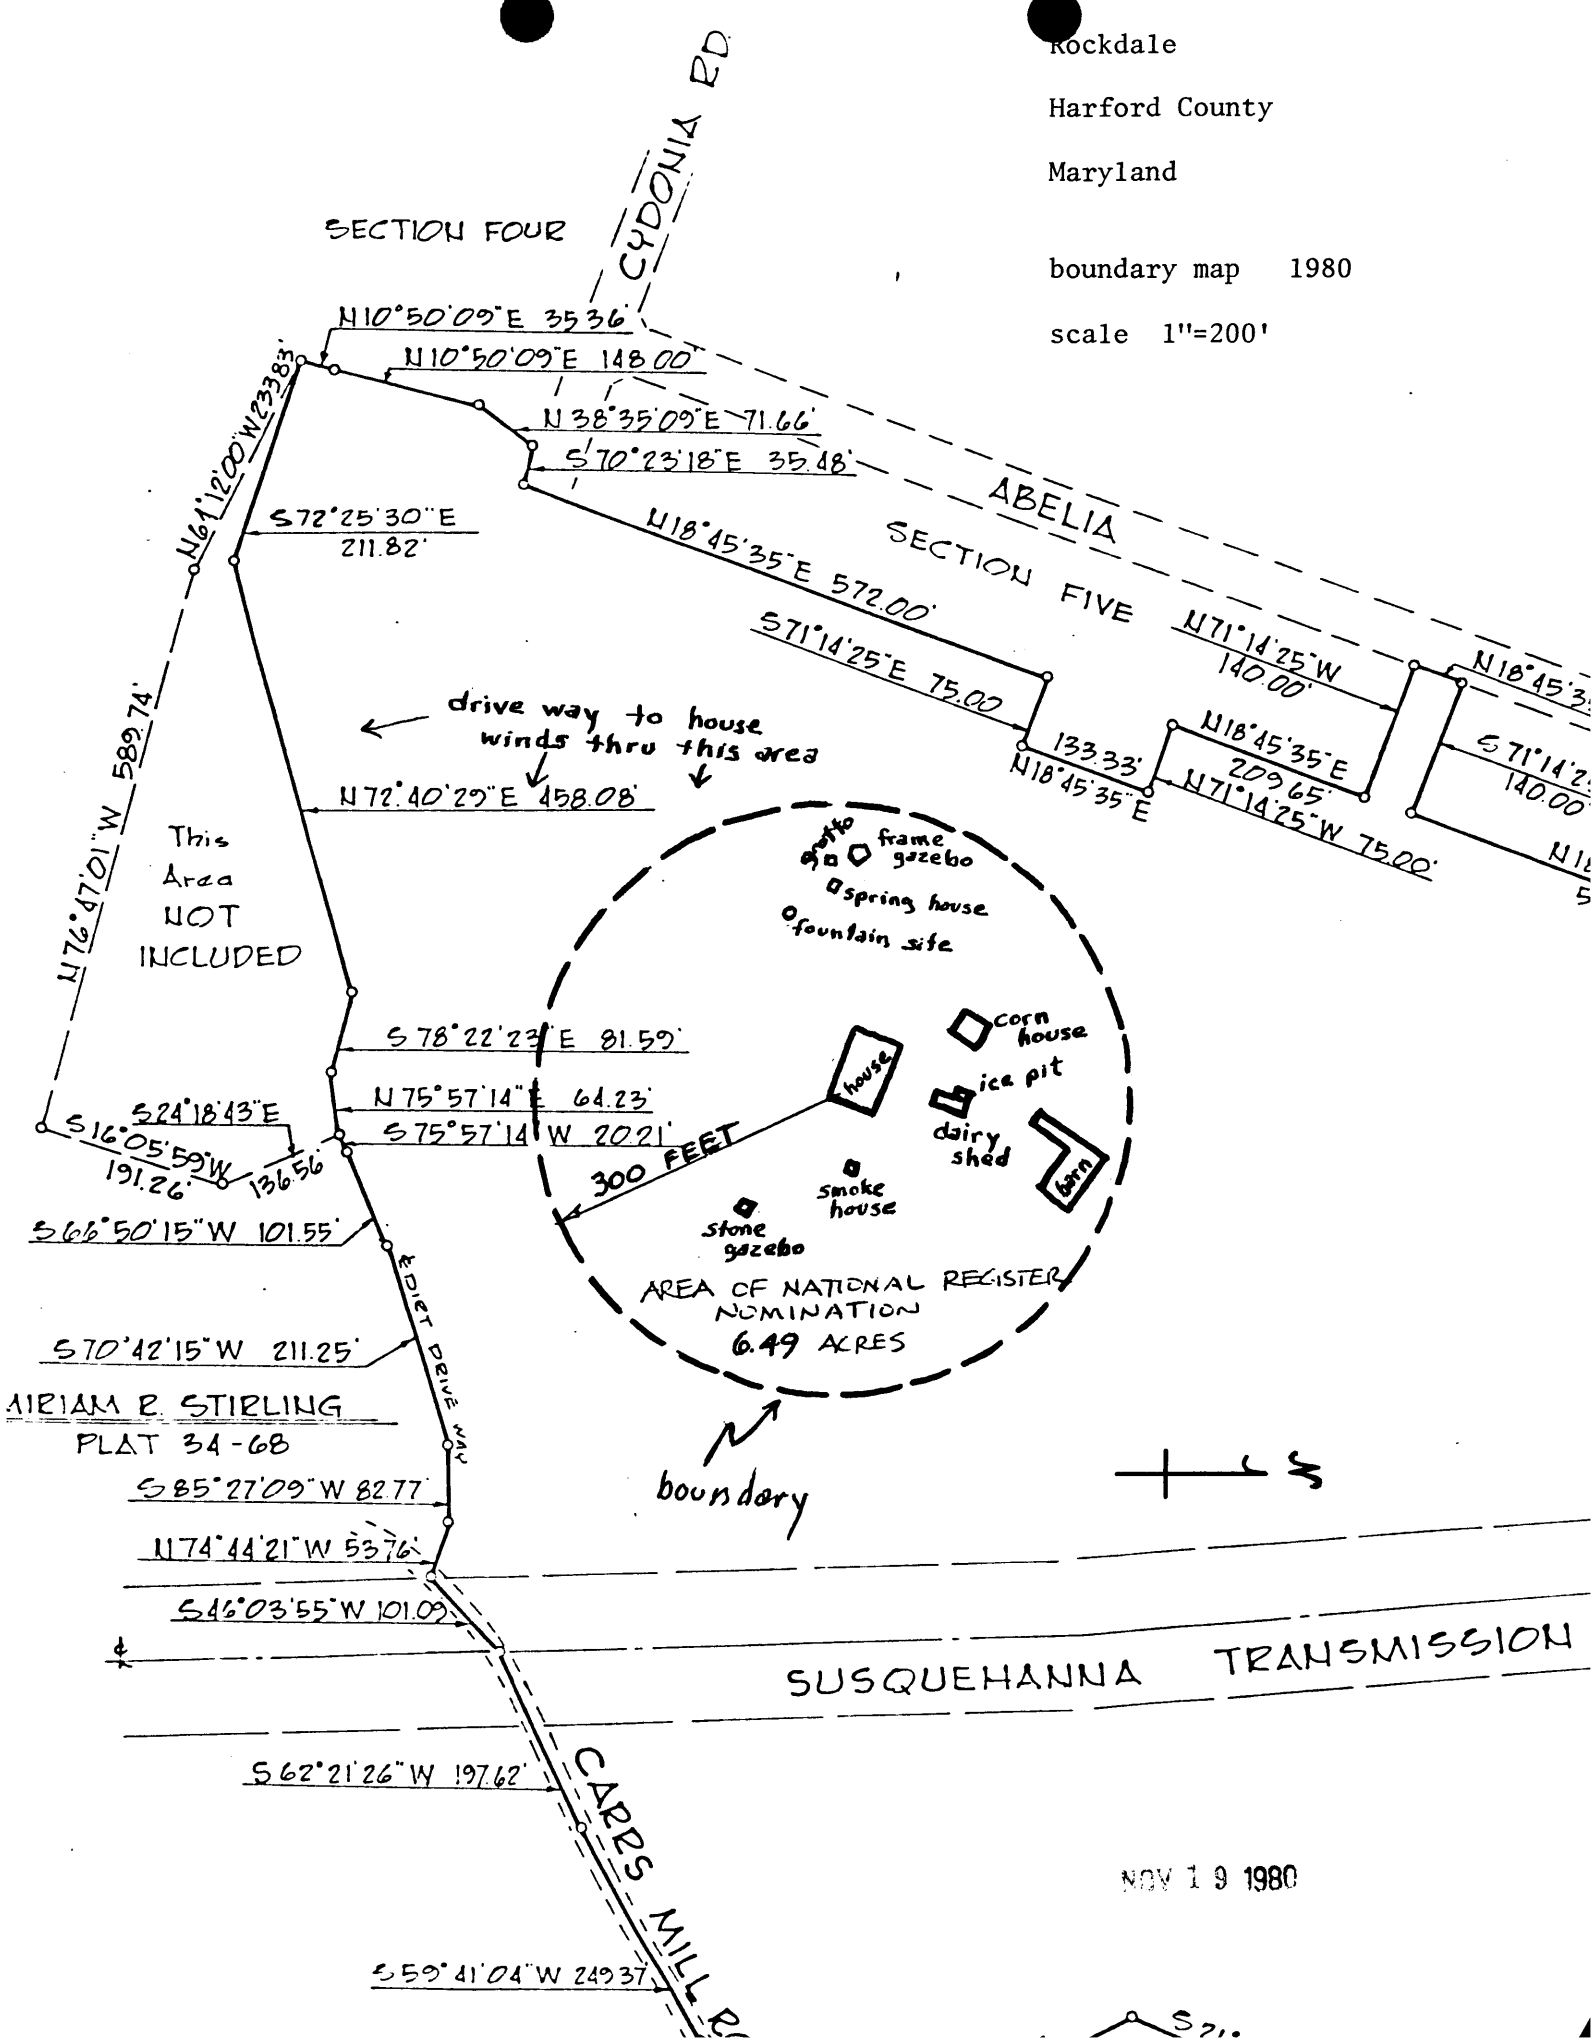 Rockdale
Harford County
Maryland
boundary map 1980
scale 1"=200'
CYDONIA RD.
SECTION FOUR
N10°50'09"E 35.36'
N10°50'09"E 148.00'
N38°35'09"E 71.66'
S70°23'18"E 35.48'
N61°12'00"W 233.83'
S72°25'30"E
211.82'
ABELIA
SECTION FIVE
N18°45'35"E 572.00'
S71°14'25"E 75.00
N71°14'25"W
140.00'
N18°45'3
S71°14'2
140.00'
133.33'
N18°45'35"E
N18°45'35"E
209.65'
N71°14'25"W 75.00'
N18
5
drive way to house
winds thru this area
N72°40'29"E 458.08'
N76°47'01"W 589.74'
This
Area
NOT
INCLUDED
grotto
frame
gazebo
spring house
fountain site
S78°22'23"E 81.59'
N75°57'14"E 64.23'
S75°57'14"W 20.21'
S24°18'43"E
136.56'
S16°05'59"W
191.26'
house
corn
house
ice pit
dairy
shed
barn
smoke
house
stone
gazebo
300 FEET
AREA OF NATIONAL REGISTER
NOMINATION
6.49 ACRES
boundary
S66°50'15"W 101.55'
℄ DIRT DRIVE WAY
S70°42'15"W 211.25'
MIRIAM R. STIRLING
PLAT 34-68
S85°27'09"W 82.77'
N74°44'21"W 53.76'
S46°03'55"W 101.09'
℄
SUSQUEHANNA TRANSMISSION
S62°21'26"W 197.62'
CARRS MILL RO
NOV 19 1980
S59°41'04"W 249.37'